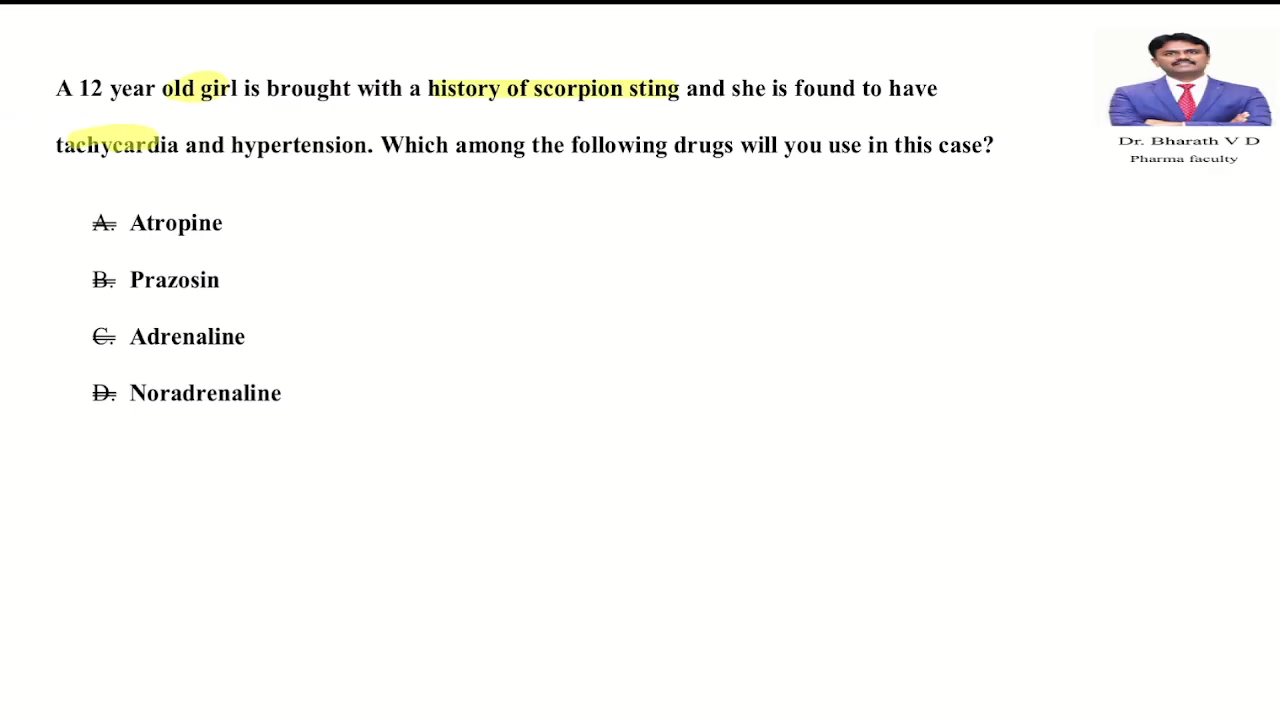 A 12 year old girl is brought with a history of scorpion sting and she is found to have
tachycardia and hypertension. Which among the following drugs will you use in this case?
A. Atropine
B. Prazosin
C. Adrenaline
D. Noradrenaline
Dr. Bharath V D
Pharma faculty